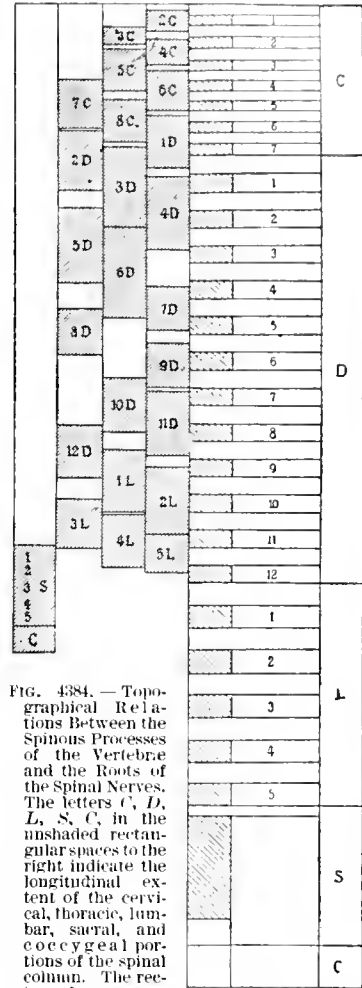 2C
3C
4C
5C
6C
7C
8C
1D
2D
3D
4D
5D
6D
7D
8D
9D
10D
11D
12D
1L
2L
3L
4L
5L
1
2
3 S
4
5
C
1
2
3
4
5
6
7
C
1
2
3
4
5
6
7
8
9
10
11
12
D
1
2
3
4
5
L
S
C
FIG. 4384. — Topo-
graphical Rela-
tions Between the
Spinous Processes
of the Vertebræ
and the Roots of
the Spinal Nerves.
The letters C, D,
L, S, C, in the
unshaded rectan-
gular spaces to the
right indicate the
longitudinal ex-
tent of the cervi-
cal, thoracic, lum-
bar, sacral, and
coccygeal por-
tions of the spinal
column. The rec-